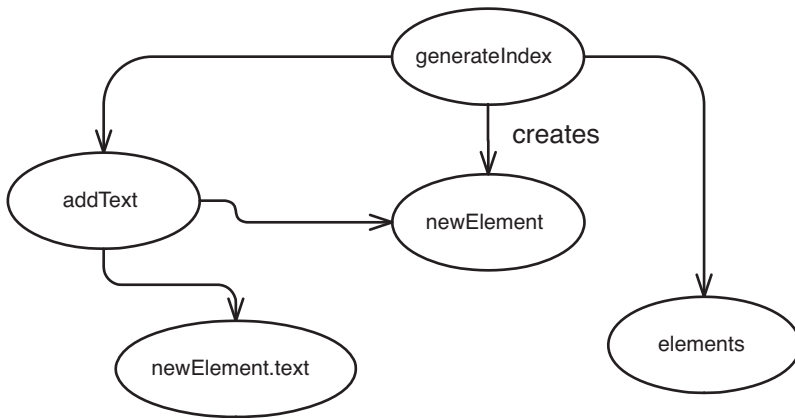 generateIndex
creates
addText
newElement
elements
newElement.text